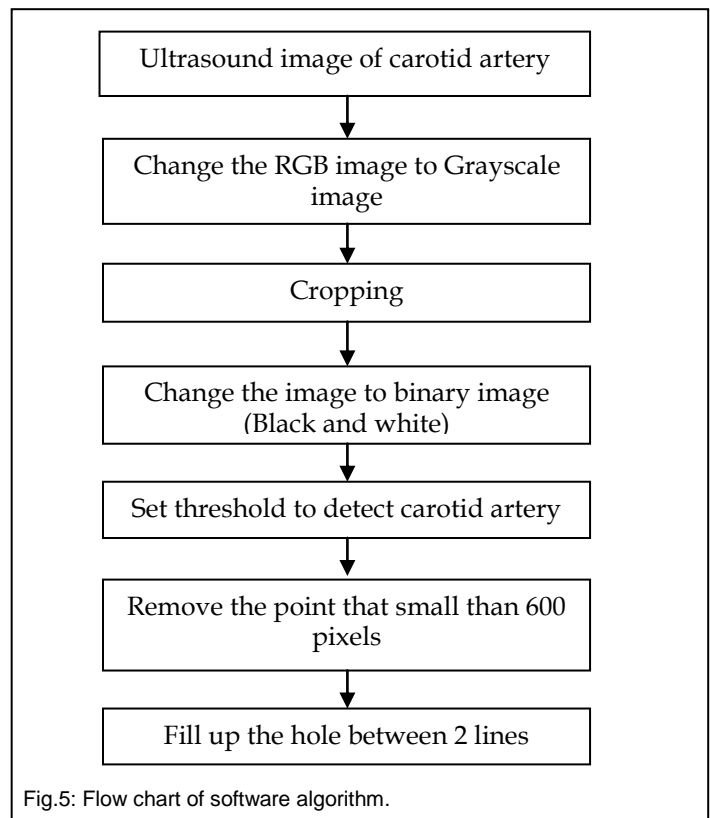 Ultrasound image of carotid artery
Change the RGB image to Grayscale
image
Cropping
Change the image to binary image
(Black and white)
Set threshold to detect carotid artery
Remove the point that small than 600
pixels
Fill up the hole between 2 lines
Fig.5: Flow chart of software algorithm.